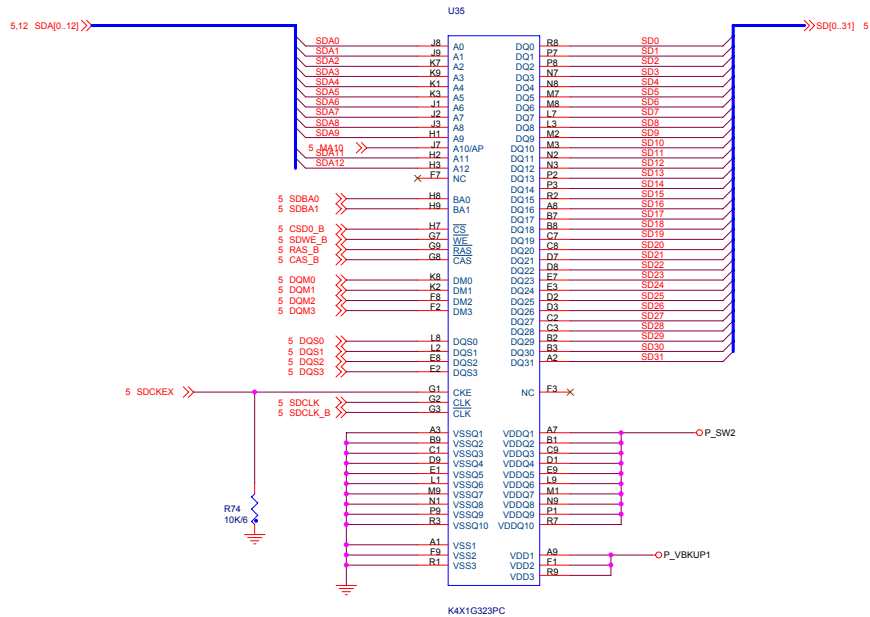 U35
5,12 SDA[0..12]
SD[0..31] 5
SDA0 J8 A0 DQ0 R8 SD0
SDA1 J9 A1 DQ1 P7 SD1
SDA2 K7 A2 DQ2 P8 SD2
SDA3 K9 A3 DQ3 N7 SD3
SDA4 K1 A4 DQ4 N8 SD4
SDA5 K3 A5 DQ5 M7 SD5
SDA6 J1 A6 DQ6 M8 SD6
SDA7 J2 A7 DQ7 L7 SD7
SDA8 J3 A8 DQ8 L3 SD8
SDA9 H1 A9 DQ9 M2 SD9
5 MA10 J7 A10/AP DQ10 M3 SD10
SDA11 H2 A11 DQ11 N2 SD11
SDA12 H3 A12 DQ12 N3 SD12
F7 NC DQ13 P2 SD13
DQ14 P3 SD14
5 SDBA0 H8 BA0 DQ15 R2 SD15
5 SDBA1 H9 BA1 DQ16 A8 SD16
DQ17 B7 SD17
5 CSD0_B H7 CS DQ18 B8 SD18
5 SDWE_B G7 WE DQ19 C7 SD19
5 RAS_B G9 RAS DQ20 C8 SD20
5 CAS_B G8 CAS DQ21 D7 SD21
DQ22 D8 SD22
5 DQM0 K8 DM0 DQ23 E7 SD23
5 DQM1 K2 DM1 DQ24 E3 SD24
5 DQM2 F8 DM2 DQ25 D2 SD25
5 DQM3 F2 DM3 DQ26 D3 SD26
DQ27 C2 SD27
DQ28 C3 SD28
5 DQS0 L8 DQS0 DQ29 B2 SD29
5 DQS1 L2 DQS1 DQ30 B3 SD30
5 DQS2 E8 DQS2 DQ31 A2 SD31
5 DQS3 E2 DQS3
5 SDCKEX G1 CKE NC F3
5 SDCLK G2 CLK
5 SDCLK_B G3 CLK
A3 VSSQ1 VDDQ1 A7 P_SW2
B9 VSSQ2 VDDQ2 B1
C1 VSSQ3 VDDQ3 C9
D9 VSSQ4 VDDQ4 D1
E1 VSSQ5 VDDQ5 E9
L1 VSSQ6 VDDQ6 L9
M9 VSSQ7 VDDQ7 M1
N1 VSSQ8 VDDQ8 N9
P9 VSSQ9 VDDQ9 P1
R3 VSSQ10 VDDQ10 R7
R74
10K/6
A1 VSS1 VDD1 A9 P_VBKUP1
F9 VSS2 VDD2 F1
R1 VSS3 VDD3 R9
K4X1G323PC